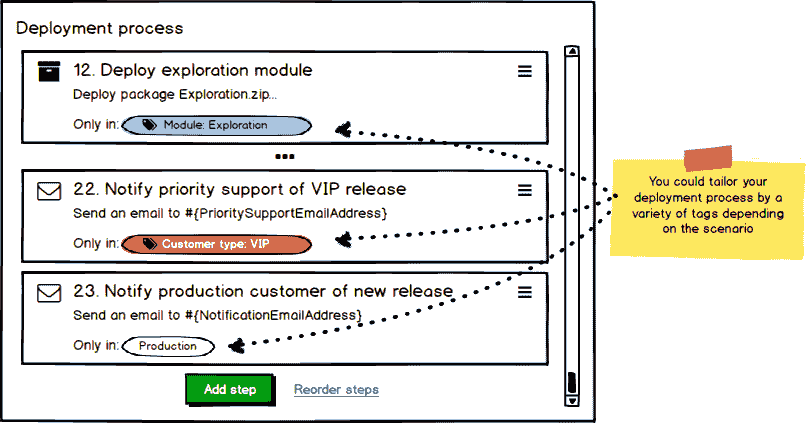 Deployment process
12. Deploy exploration module
Deploy package Exploration.zip...
Only in: Module: Exploration
22. Notify priority support of VIP release
Send an email to #{PrioritySupportEmailAddress}
Only in: Customer type: VIP
23. Notify production customer of new release
Send an email to #{NotificationEmailAddress}
Only in: Production
Add step Reorder steps
You could tailor your
deployment process by a
variety of tags depending
on the scenario